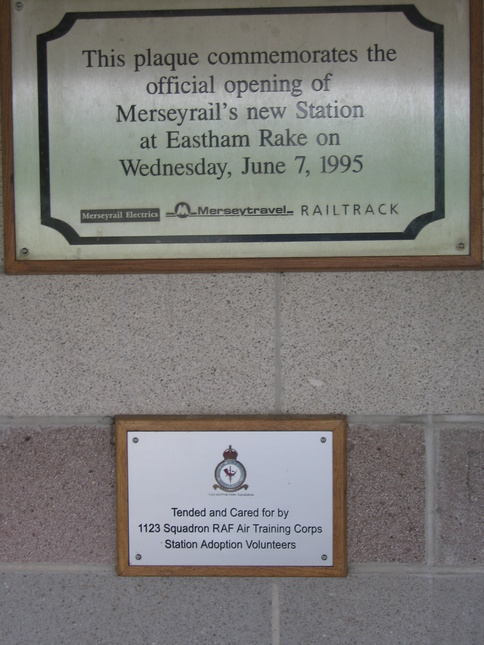 This plaque commemorates the
official opening of
Merseyrail's new Station
at Eastham Rake on
Wednesday, June 7, 1995
Merseyrail Electrics Merseytravel RAILTRACK
Tended and Cared for by
1123 Squadron RAF Air Training Corps
Station Adoption Volunteers